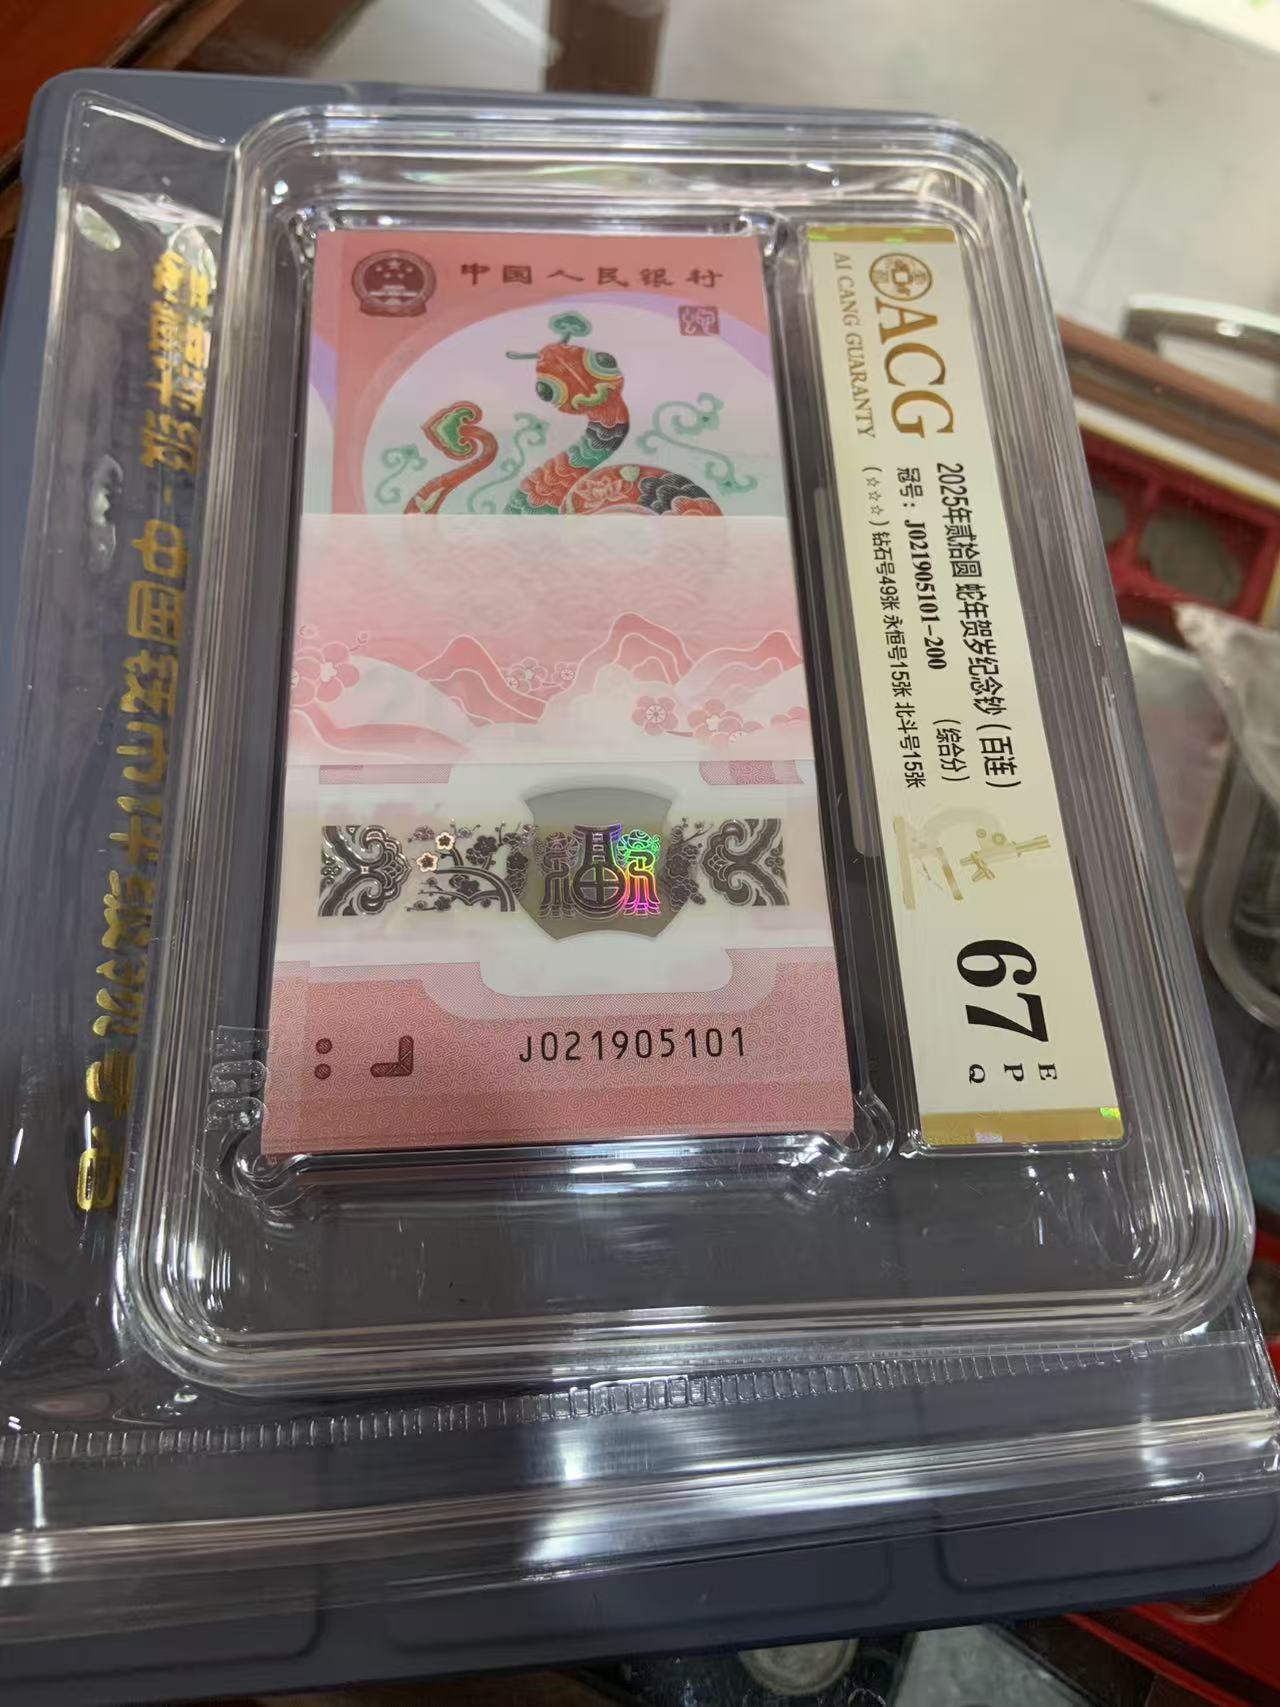 中国人民银行
J021905101
ACG
AI CANG GUARANTY
2025年贰拾圆 蛇年贺岁纪念钞（百连）
冠号：J021905101-200 （综合分）
（☆☆☆）钻石号49张 永恒号15张 北斗号15张
67
E
P
Q